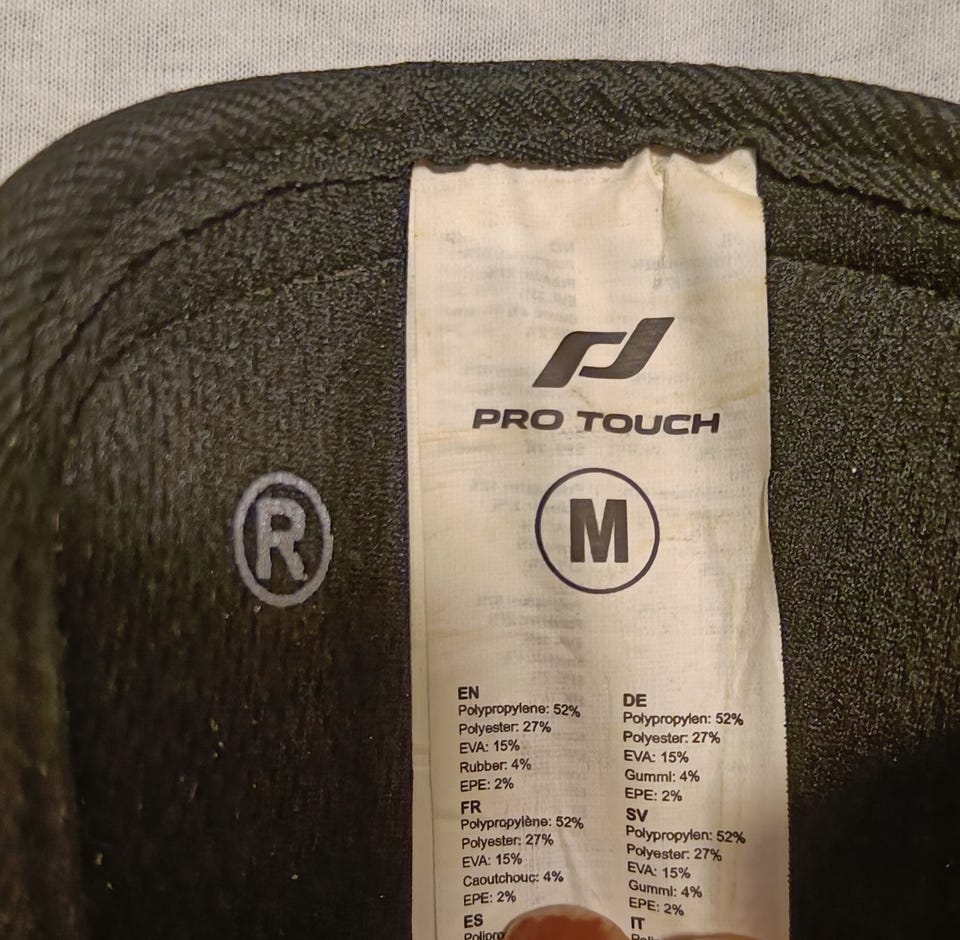 PRO TOUCH
R
M
EN
Polypropylene: 52%
Polyester: 27%
EVA: 15%
Rubber: 4%
EPE: 2%
FR
Polypropylène: 52%
Polyester: 27%
EVA: 15%
Caoutchouç: 4%
EPE: 2%
ES
DE
Polypropylen: 52%
Polyester: 27%
EVA: 15%
Gummi: 4%
EPE: 2%
SV
Polypropylen: 52%
Polyester: 27%
EVA: 15%
Gummi: 4%
EPE: 2%
IT